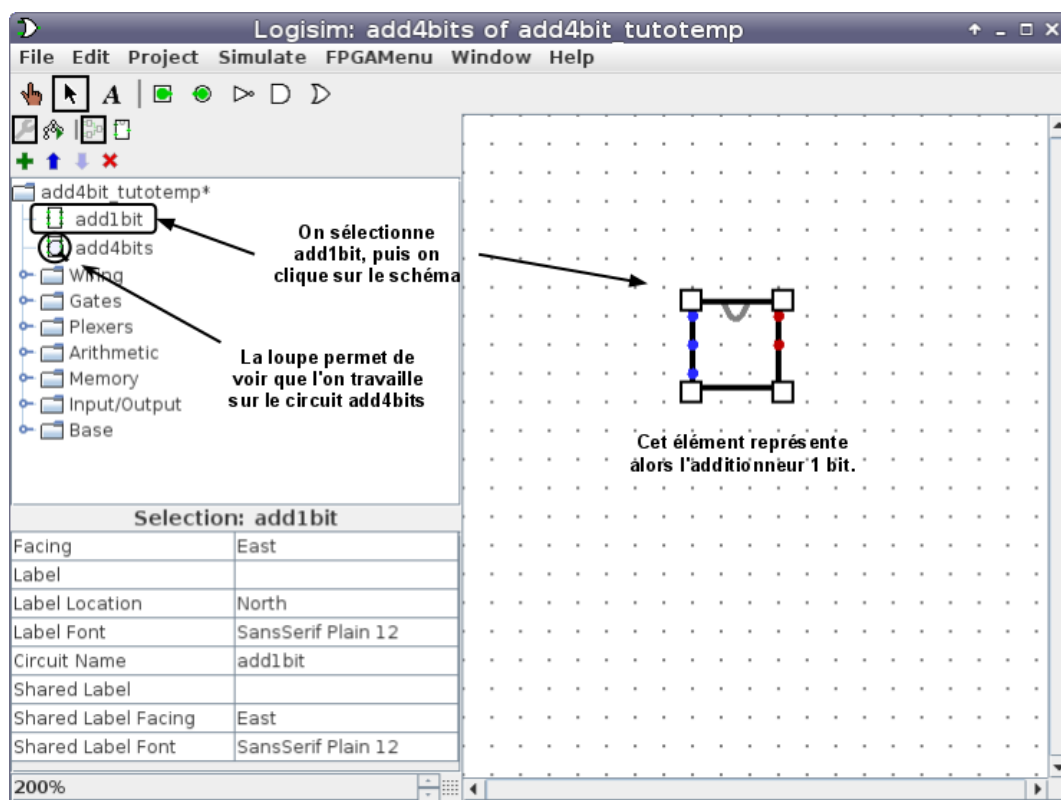 Logisim: add4bits of add4bit_tutotemp
File Edit Project Simulate FPGAMenu Window Help
A
add4bit_tutotemp*
add1bit
add4bits
Wiring
Gates
Plexers
Arithmetic
Memory
Input/Output
Base
On sélectionne
add1bit, puis on
clique sur le schéma
La loupe permet de
voir que l'on travaille
sur le circuit add4bits
Cet élément représente
alors l'additionneur 1 bit.
Selection: add1bit
Facing East
Label
Label Location North
Label Font SansSerif Plain 12
Circuit Name add1bit
Shared Label
Shared Label Facing East
Shared Label Font SansSerif Plain 12
200%